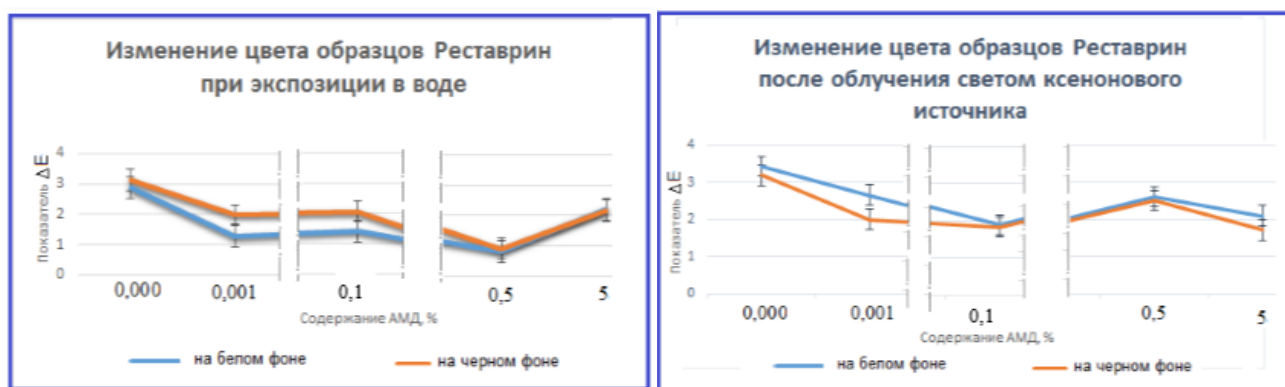 Изменение цвета образцов Реставрин
при экспозиции в воде
Показатель ΔE
4
3
2
1
0
0,000
0,001
0,1
0,5
5
Содержание АМД, %
на белом фоне
на черном фоне
Изменение цвета образцов Реставрин
после облучения светом ксенонового
источника
Показатель ΔE
4
3
2
1
0
0,000
0,001
0,1
0,5
5
Содержание АМД, %
на белом фоне
на черном фоне